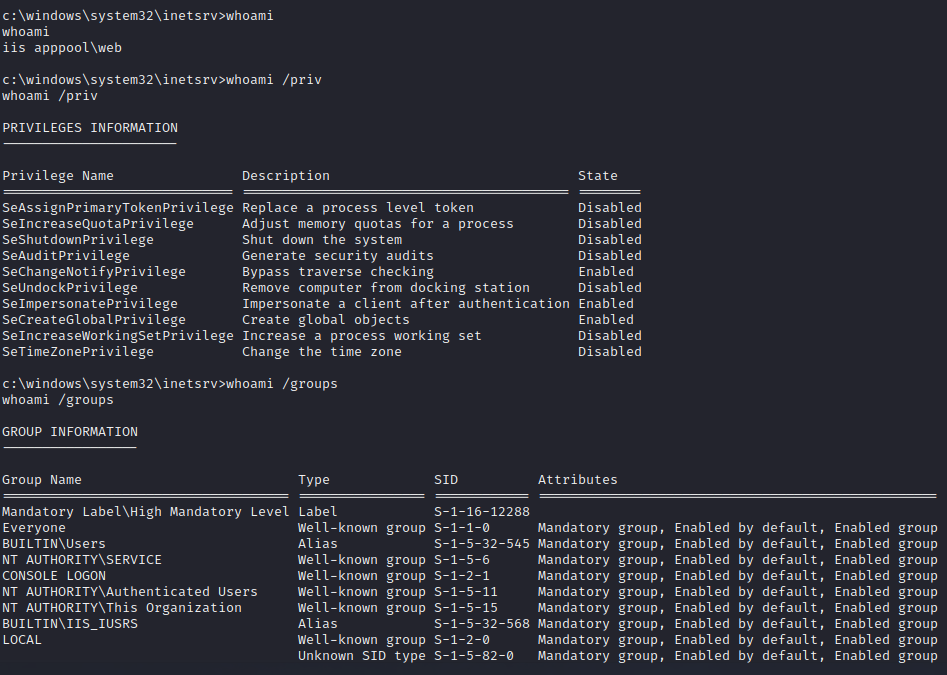 c:\windows\system32\inetsrv>whoami
whoami
iis apppool\web
c:\windows\system32\inetsrv>whoami /priv
whoami /priv
PRIVILEGES INFORMATION
----------------------
Privilege Name Description State
============================= ========================================= ========
SeAssignPrimaryTokenPrivilege Replace a process level token Disabled
SeIncreaseQuotaPrivilege Adjust memory quotas for a process Disabled
SeShutdownPrivilege Shut down the system Disabled
SeAuditPrivilege Generate security audits Disabled
SeChangeNotifyPrivilege Bypass traverse checking Enabled
SeUndockPrivilege Remove computer from docking station Disabled
SeImpersonatePrivilege Impersonate a client after authentication Enabled
SeCreateGlobalPrivilege Create global objects Enabled
SeIncreaseWorkingSetPrivilege Increase a process working set Disabled
SeTimeZonePrivilege Change the time zone Disabled
c:\windows\system32\inetsrv>whoami /groups
whoami /groups
GROUP INFORMATION
-----------------
Group Name Type SID Attributes
==================================== ================ ============ ==================================================
Mandatory Label\High Mandatory Level Label S-1-16-12288
Everyone Well-known group S-1-1-0 Mandatory group, Enabled by default, Enabled group
BUILTIN\Users Alias S-1-5-32-545 Mandatory group, Enabled by default, Enabled group
NT AUTHORITY\SERVICE Well-known group S-1-5-6 Mandatory group, Enabled by default, Enabled group
CONSOLE LOGON Well-known group S-1-2-1 Mandatory group, Enabled by default, Enabled group
NT AUTHORITY\Authenticated Users Well-known group S-1-5-11 Mandatory group, Enabled by default, Enabled group
NT AUTHORITY\This Organization Well-known group S-1-5-15 Mandatory group, Enabled by default, Enabled group
BUILTIN\IIS_IUSRS Alias S-1-5-32-568 Mandatory group, Enabled by default, Enabled group
LOCAL Well-known group S-1-2-0 Mandatory group, Enabled by default, Enabled group
Unknown SID type S-1-5-82-0 Mandatory group, Enabled by default, Enabled group